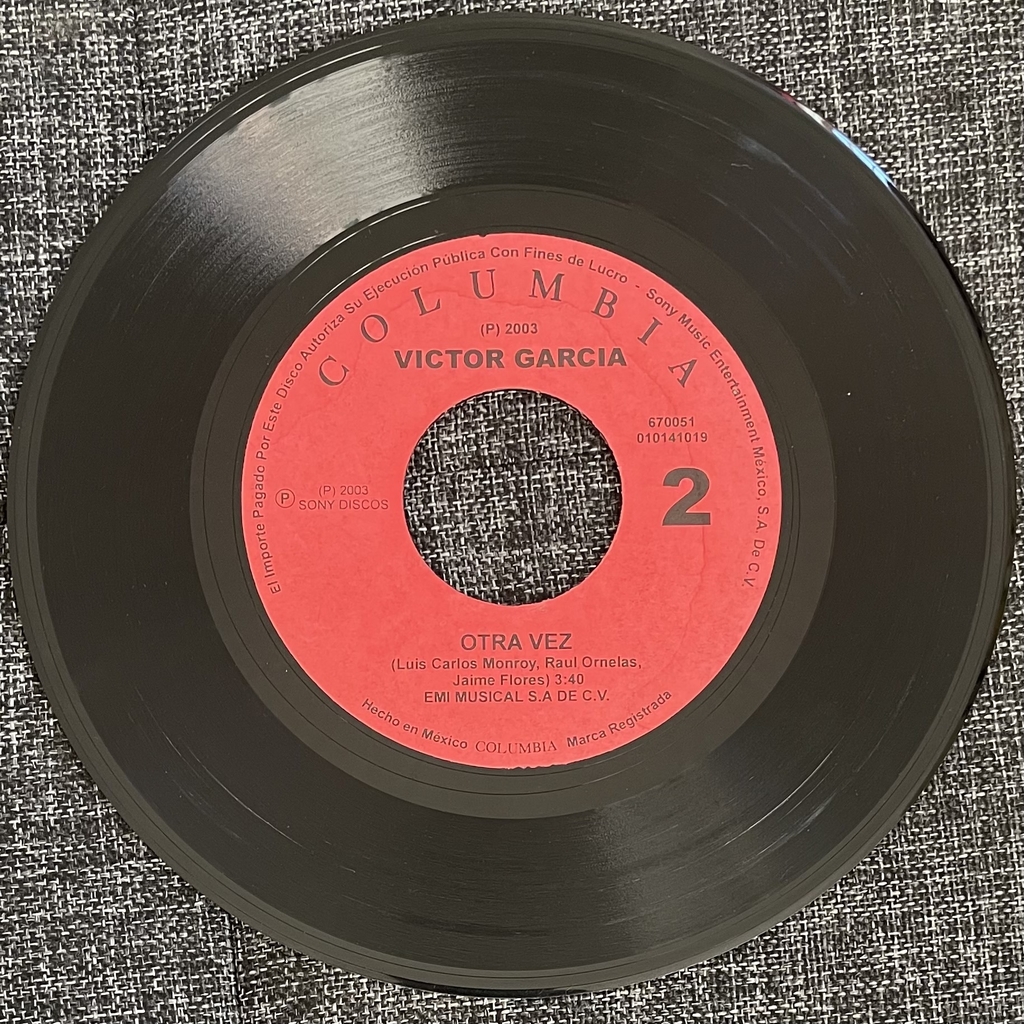 El Importe Pagado Por Este Disco Autoriza Su Ejecución Pública Con Fines de Lucro - Sony Music Entertainment México, S.A. De C.V.
COLUMBIA
(P) 2003
VICTOR GARCIA
670051
010141019
2
Ⓟ (P) 2003
SONY DISCOS
OTRA VEZ
(Luis Carlos Monroy, Raul Ornelas,
Jaime Flores) 3:40
EMI MUSICAL S.A DE C.V.
Hecho en México COLUMBIA Marca Registrada